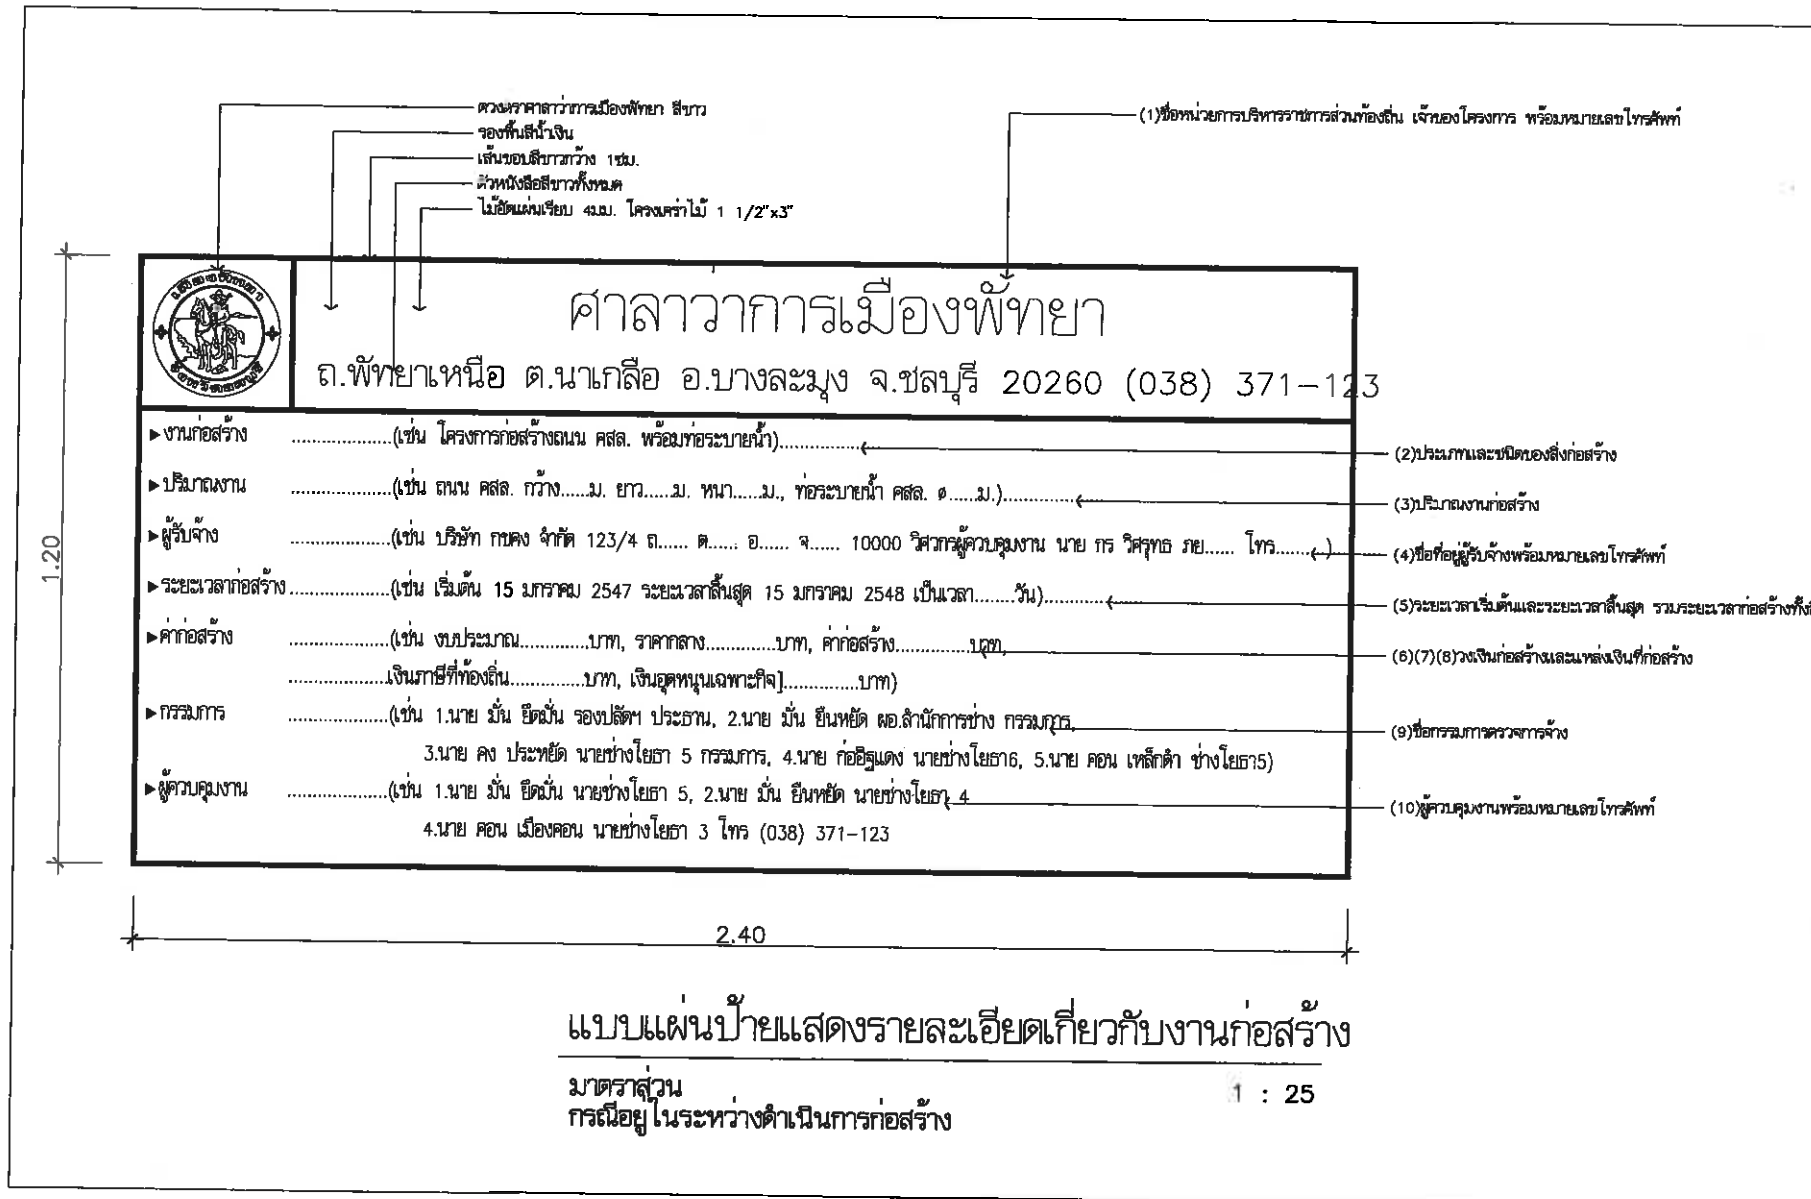 ดวงตราศาลาว่าการเมืองพัทยา สีขาว
รองพื้นสีน้ำเงิน
เส้นขอบสีขาวกว้าง 1ซม.
ตัวหนังสือสีขาวทั้งหมด
ไม้อัดแผ่นเรียบ 4มม. โครงเคร่าไม้ 1 1/2"x3"
(1)ชื่อหน่วยการบริหารราชการส่วนท้องถิ่น เจ้าของโครงการ พร้อมหมายเลขโทรศัพท์
ศาลาวาการเมืองพัทยา
ถ.พัทยาเหนือ ต.นาเกลือ อ.บางละมุง จ.ชลบุรี 20260 (038) 371-123
▶งานก่อสร้าง ..................(เช่น โครงการก่อสร้างถนน คสล. พร้อมท่อระบายน้ำ)...............
(2)ประเภทและชนิดของสิ่งก่อสร้าง
▶ปริมาณงาน ..................(เช่น ถนน คสล. กว้าง......ม. ยาว......ม. หนา......ม., ท่อระบายน้ำ คสล. ø......ม.).............
(3)ปริมาณงานก่อสร้าง
▶ผู้รับจ้าง ..................(เช่น บริษัท กขคง จำกัด 123/4 ถ...... ต...... อ...... จ...... 10000 วิศวกรผู้ควบคุมงาน นาย กร วิศรุทธ ภย...... โทร.........)
(4)ชื่อที่อยู่ผู้รับจ้างพร้อมหมายเลขโทรศัพท์
▶ระยะเวลาก่อสร้าง..................(เช่น เริ่มต้น 15 มกราคม 2547 ระยะเวลาสิ้นสุด 15 มกราคม 2548 เป็นเวลา.......วัน)............
(5)ระยะเวลาเริ่มต้นและระยะเวลาสิ้นสุด รวมระยะเวลาก่อสร้าง
▶ค่าก่อสร้าง ..................(เช่น งบประมาณ.............บาท, ราคากลาง.............บาท, ค่าก่อสร้าง.............บาท,
(6)(7)(8)วงเงินก่อสร้างและแหล่งเงินที่ก่อสร้าง
..................เงินภาษีที่ท้องถิ่น.............บาท, เงินอุดหนุนเฉพาะกิจ].............บาท)
▶กรรมการ ..................(เช่น 1.นาย มั่น ยึดมั่น รองปลัดฯ ประธาน, 2.นาย มั่น ยืนหยัด ผอ.สำนักการช่าง กรรมการ,
(9)ชื่อกรรมการตรวจการจ้าง
3.นาย คง ประหยัด นายช่างโยธา 5 กรรมการ, 4.นาย ก่ออิฐแดง นายช่างโยธา6, 5.นาย คอน เหล็กดำ ช่างโยธา5)
▶ผู้ควบคุมงาน ..................(เช่น 1.นาย มั่น ยึดมั่น นายช่างโยธา 5, 2.นาย มั่น ยืนหยัด นายช่างโยธา 4
(10)ผู้ควบคุมงานพร้อมหมายเลขโทรศัพท์
4.นาย คอน เมืองคอน นายช่างโยธา 3 โทร (038) 371-123
1.20
2.40
แบบแผ่นป้ายแสดงรายละเอียดเกี่ยวกับงานก่อสร้าง
มาตราส่วน 1 : 25
กรณีอยู่ในระหว่างดำเนินการก่อสร้าง